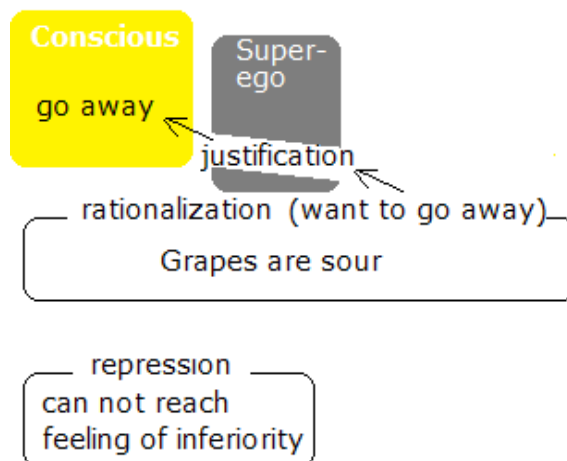 Conscious
go away
Super-
ego
justification
rationalization (want to go away)
Grapes are sour
repression
can not reach
feeling of inferiority